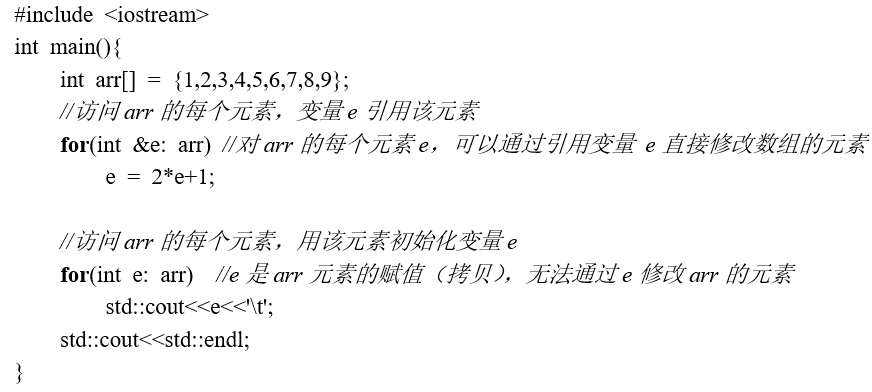 #include <iostream>
int main(){
int arr[] = {1,2,3,4,5,6,7,8,9};
//访问 arr 的每个元素，变量 e 引用该元素
for(int &e: arr) //对 arr 的每个元素 e，可以通过引用变量 e 直接修改数组的元素
e = 2*e+1;
//访问 arr 的每个元素，用该元素初始化变量 e
for(int e: arr) //e 是 arr 元素的赋值（拷贝），无法通过 e 修改 arr 的元素
std::cout<<e<<'\t';
std::cout<<std::endl;
}